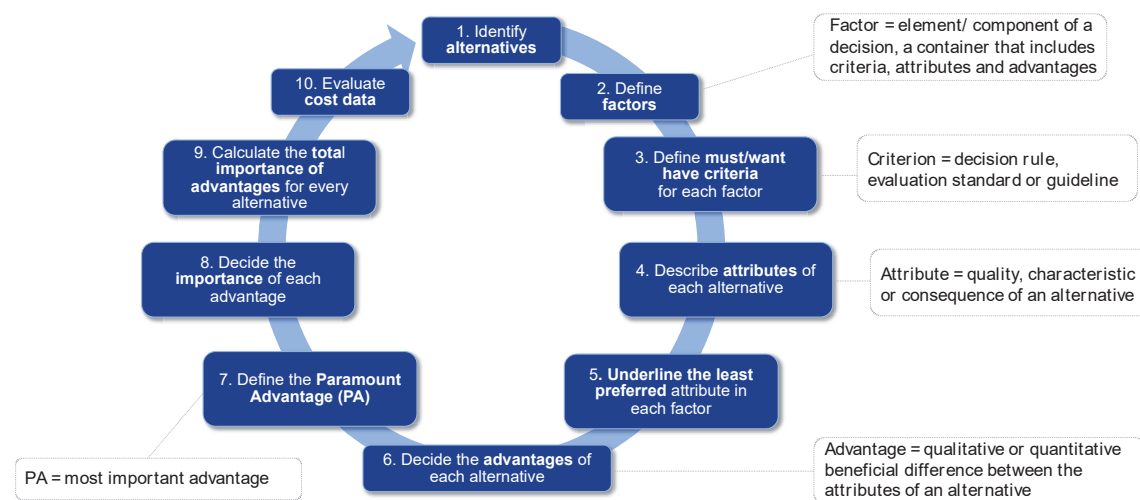 1. Identify
alternatives
Factor = element/ component of a
decision, a container that includes
criteria, attributes and advantages
2. Define
factors
3. Define must/want
have criteria
for each factor
Criterion = decision rule,
evaluation standard or guideline
4. Describe attributes of
each alternative
Attribute = quality, characteristic
or consequence of an alternative
5. Underline the least
preferred attribute in
each factor
6. Decide the advantages of
each alternative
Advantage = qualitative or quantitative
beneficial difference between the
attributes of an alternative
7. Define the Paramount
Advantage (PA)
PA = most important advantage
8. Decide the
importance of each
advantage
9. Calculate the total
importance of
advantages for every
alternative
10. Evaluate
cost data